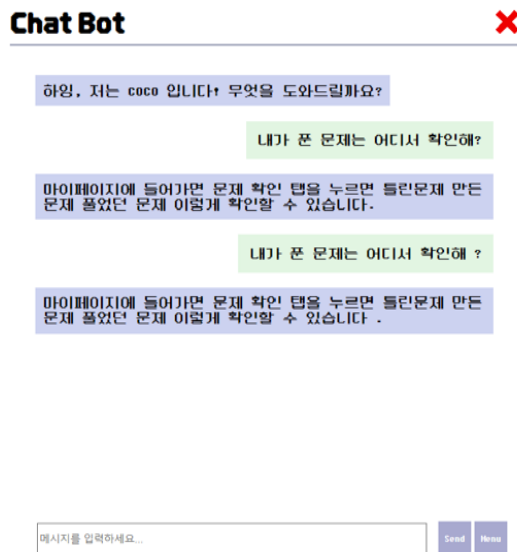 Chat Bot
하잉, 저는 coco 입니다! 무엇을 도와드릴까요?
내가 푼 문제는 어디서 확인해?
마이페이지에 들어가면 문제 확인 탭을 누르면 틀린문제 만든
문제 풀었던 문제 이렇게 확인할 수 있습니다.
내가 푼 문제는 어디서 확인해 ?
마이페이지에 들어가면 문제 확인 탭을 누르면 틀린문제 만든
문제 풀었던 문제 이렇게 확인할 수 있습니다 .
메시지를 입력하세요...
Send
Menu